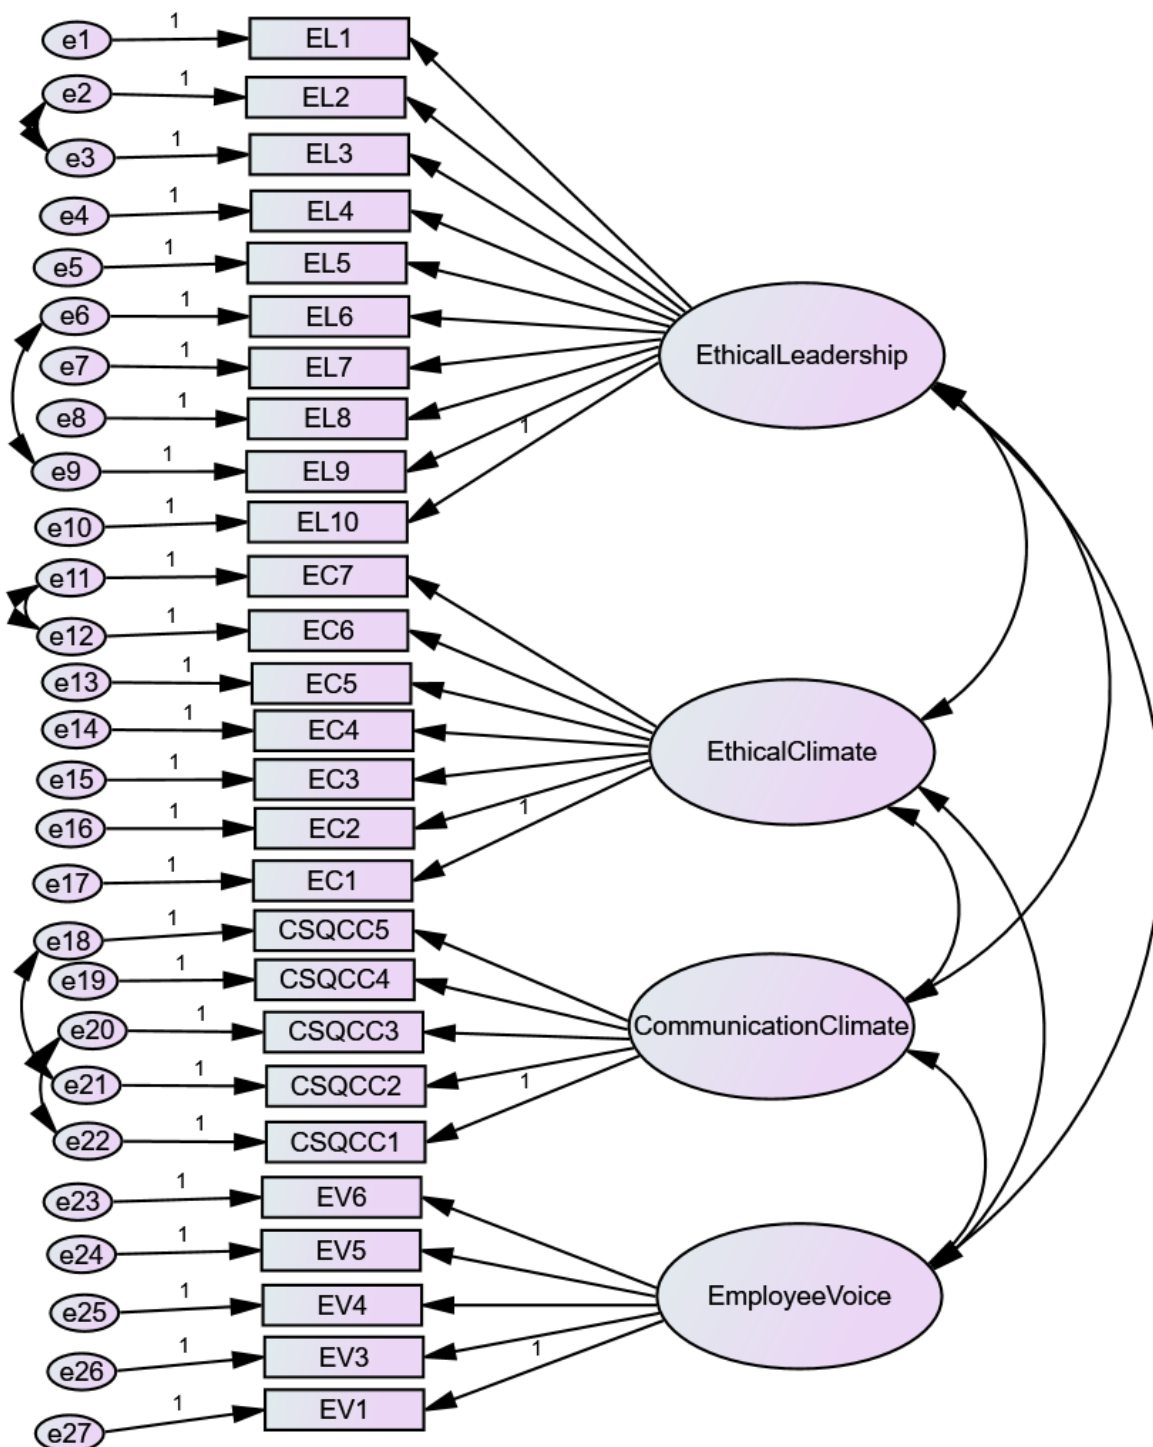 e1 1 EL1
e2 1 EL2
e3 1 EL3
e4 1 EL4
e5 1 EL5
e6 1 EL6
EthicalLeadership
e7 1 EL7
e8 1 EL8
1
e9 1 EL9
e10 1 EL10
e11 1 EC7
e12 1 EC6
e13 1 EC5
e14 1 EC4
EthicalClimate
e15 1 EC3
e16 1 EC2
1
e17 1 EC1
e18 1 CSQCC5
e19 1 CSQCC4
e20 1 CSQCC3
CommunicationClimate
e21 1 CSQCC2
1
e22 1 CSQCC1
e23 1 EV6
e24 1 EV5
e25 1 EV4
EmployeeVoice
e26 1 EV3
1
e27 1 EV1